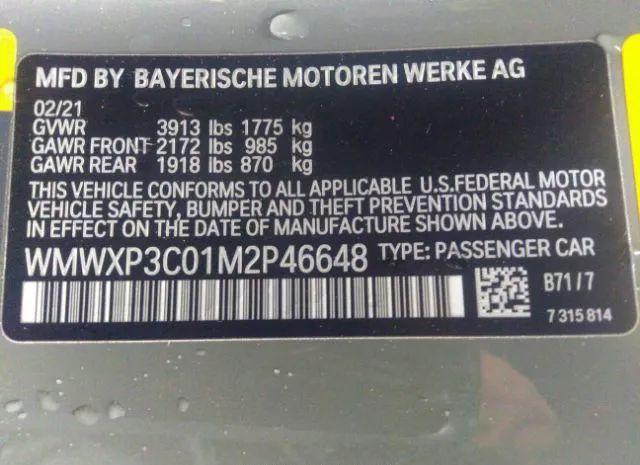 MFD BY BAYERISCHE MOTOREN WERKE AG
02/21
GVWR 3913 lbs 1775 kg
GAWR FRONT 2172 lbs 985 kg
GAWR REAR 1918 lbs 870 kg
THIS VEHICLE CONFORMS TO ALL APPLICABLE U.S.FEDERAL MOTOR
VEHICLE SAFETY, BUMPER AND THEFT PREVENTION STANDARDS
IN EFFECT ON THE DATE OF MANUFACTURE SHOWN ABOVE.
WMWXP3C01M2P46648 TYPE: PASSENGER CAR
B71/7
7 315 814